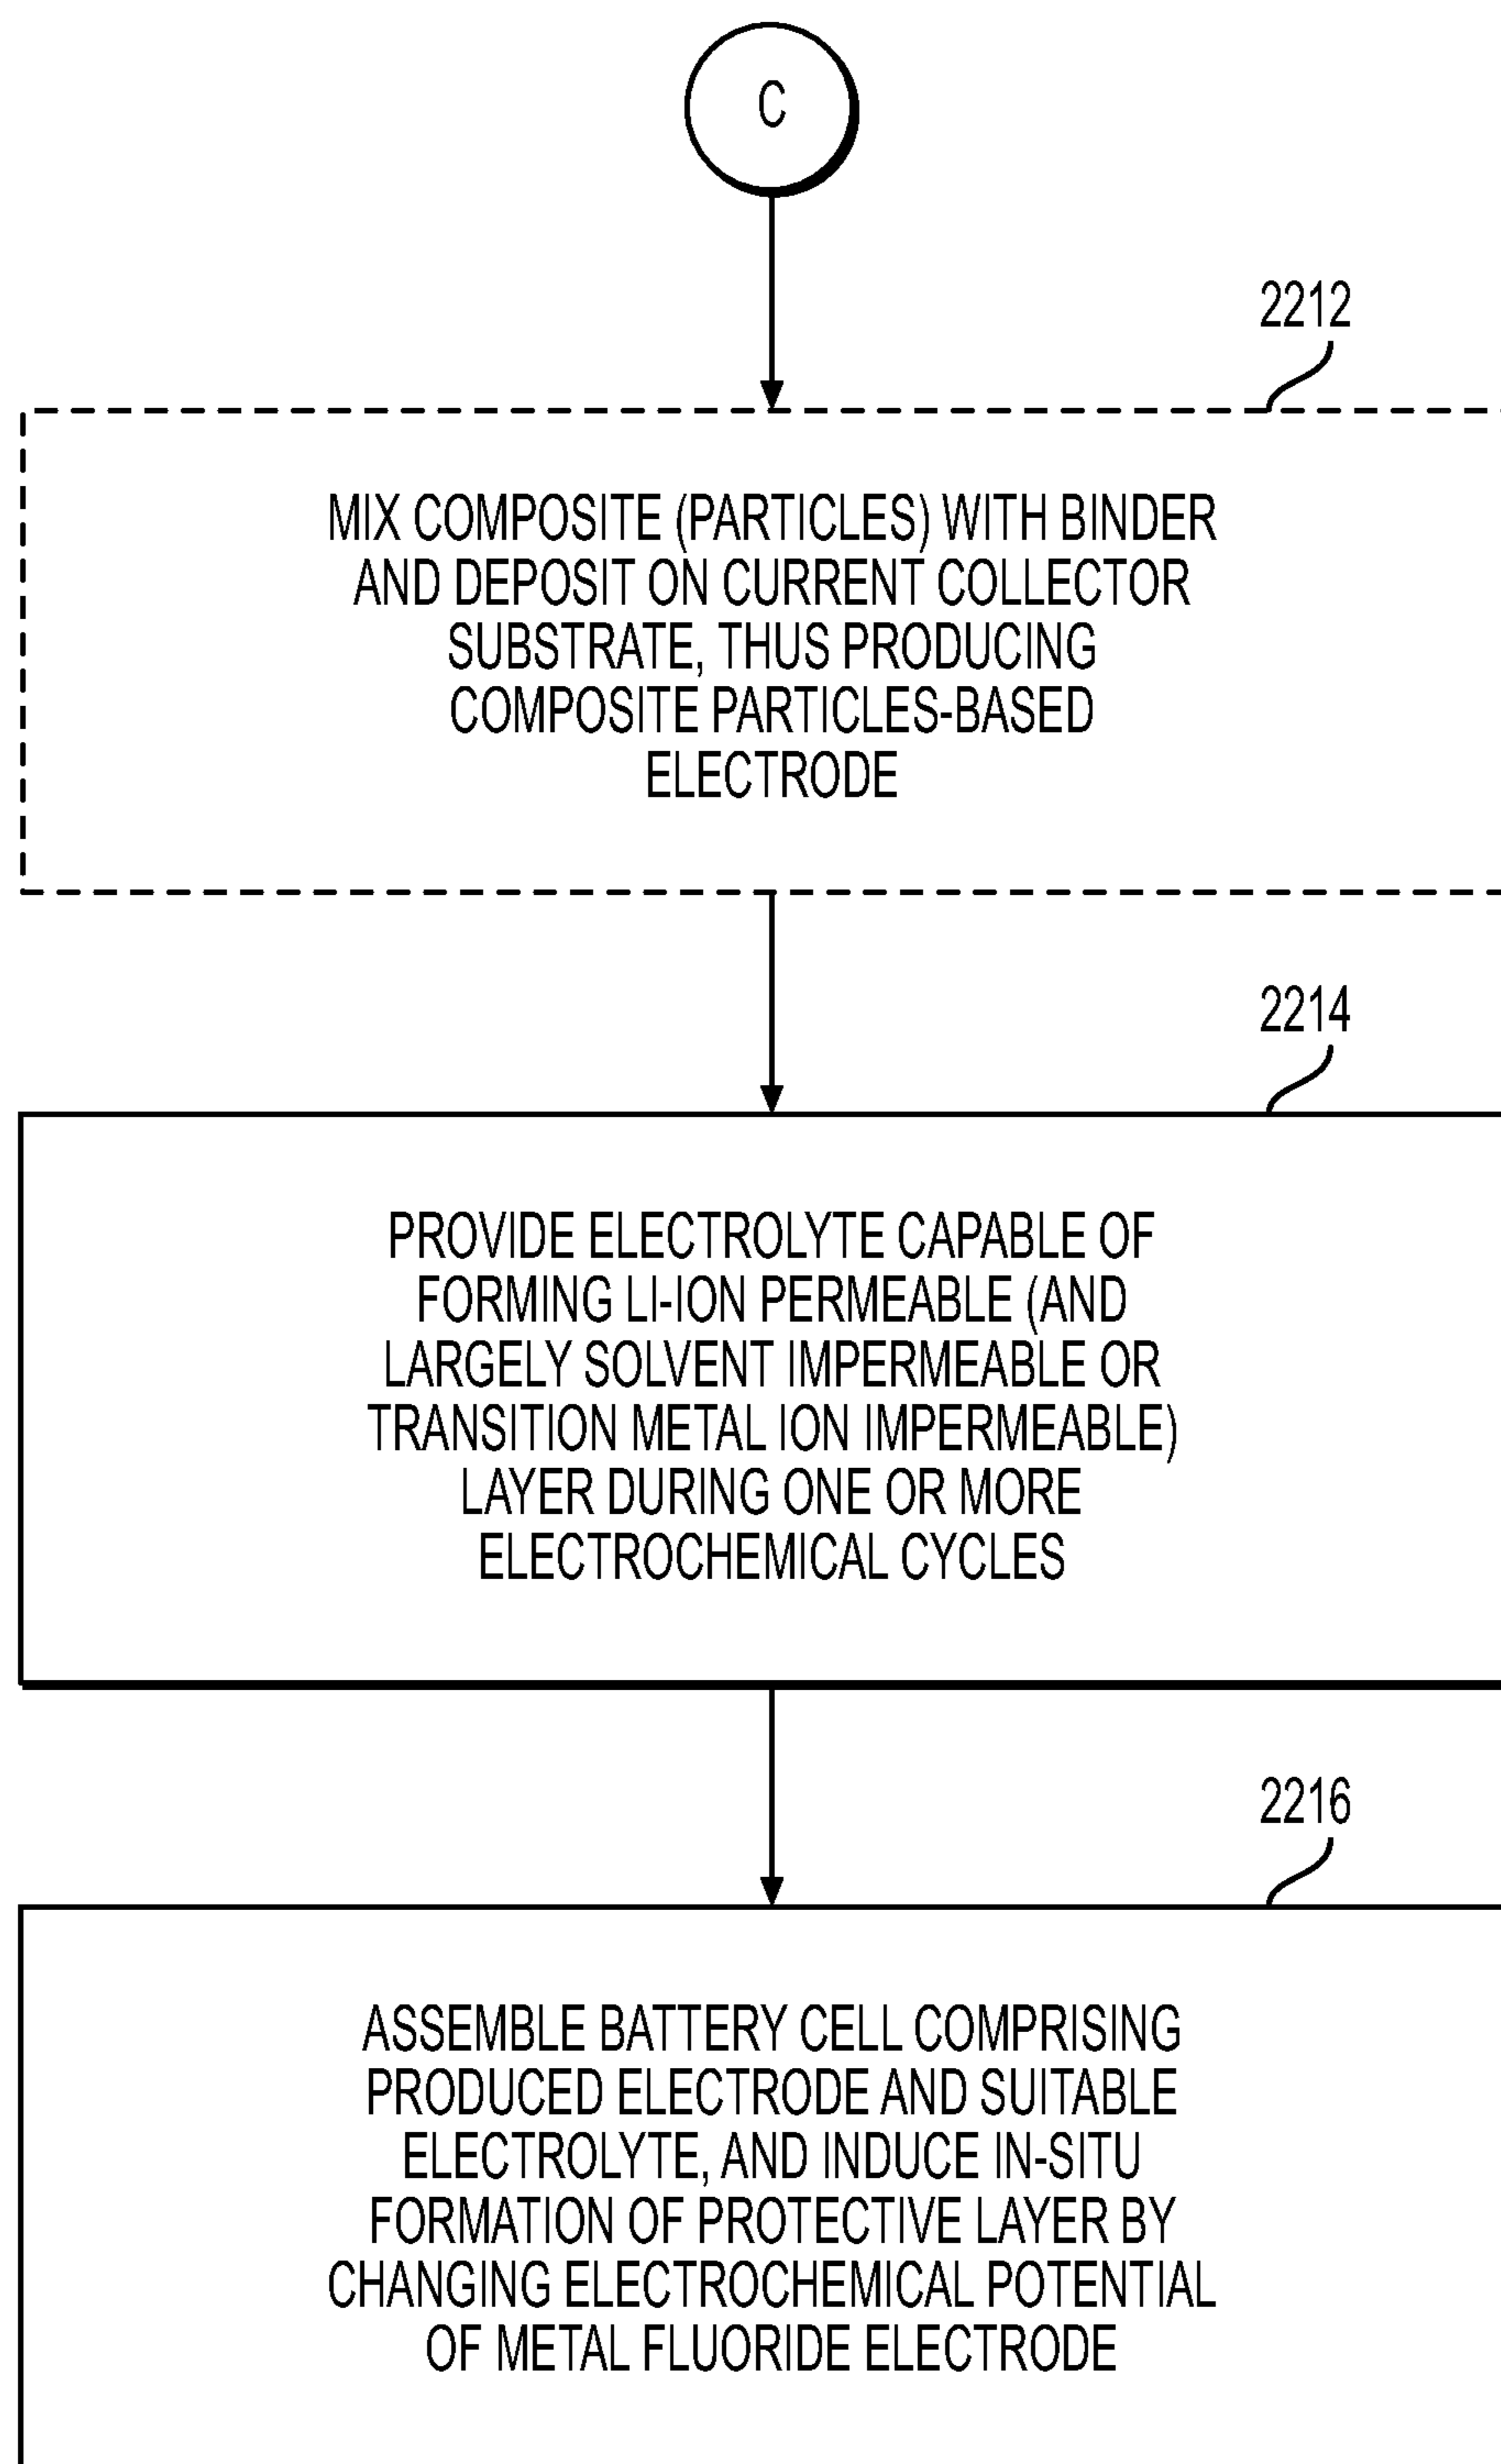 C
2212
MIX COMPOSITE (PARTICLES) WITH BINDER
AND DEPOSIT ON CURRENT COLLECTOR
SUBSTRATE, THUS PRODUCING
COMPOSITE PARTICLES-BASED
ELECTRODE
2214
PROVIDE ELECTROLYTE CAPABLE OF
FORMING LI-ION PERMEABLE (AND
LARGELY SOLVENT IMPERMEABLE OR
TRANSITION METAL ION IMPERMEABLE)
LAYER DURING ONE OR MORE
ELECTROCHEMICAL CYCLES
2216
ASSEMBLE BATTERY CELL COMPRISING
PRODUCED ELECTRODE AND SUITABLE
ELECTROLYTE, AND INDUCE IN-SITU
FORMATION OF PROTECTIVE LAYER BY
CHANGING ELECTROCHEMICAL POTENTIAL
OF METAL FLUORIDE ELECTRODE